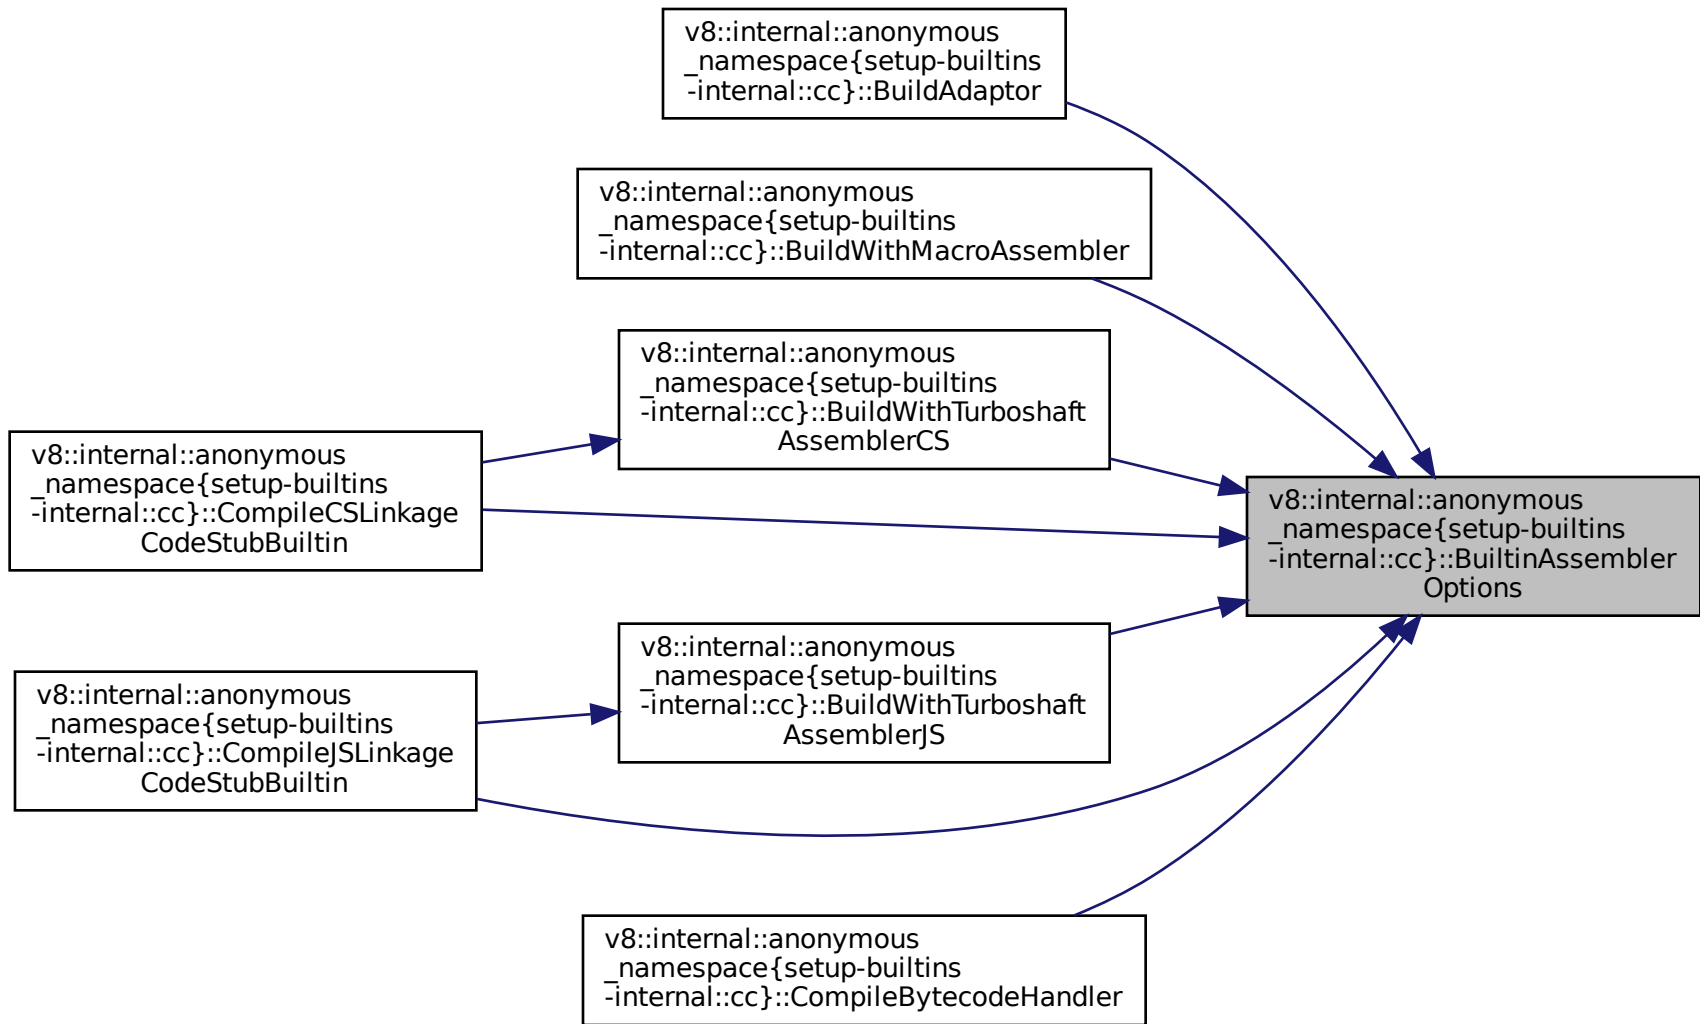 v8::internal::anonymous
_namespace{setup-builtins
-internal::cc}::BuildAdaptor
v8::internal::anonymous
_namespace{setup-builtins
-internal::cc}::BuildWithMacroAssembler
v8::internal::anonymous
_namespace{setup-builtins
-internal::cc}::BuildWithTurboshaft
AssemblerCS
v8::internal::anonymous
_namespace{setup-builtins
-internal::cc}::CompileCSLinkage
CodeStubBuiltin
v8::internal::anonymous
_namespace{setup-builtins
-internal::cc}::BuiltinAssembler
Options
v8::internal::anonymous
_namespace{setup-builtins
-internal::cc}::BuildWithTurboshaft
AssemblerJS
v8::internal::anonymous
_namespace{setup-builtins
-internal::cc}::CompileJSLinkage
CodeStubBuiltin
v8::internal::anonymous
_namespace{setup-builtins
-internal::cc}::CompileBytecodeHandler